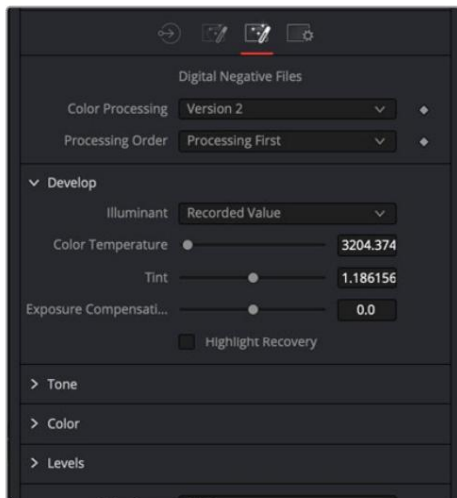 Digital Negative Files
Color Processing Version 2
Processing Order Processing First
Develop
Illuminant Recorded Value
Color Temperature 3204.374
Tint 1.186156
Exposure Compensati... 0.0
Highlight Recovery
Tone
Color
Levels